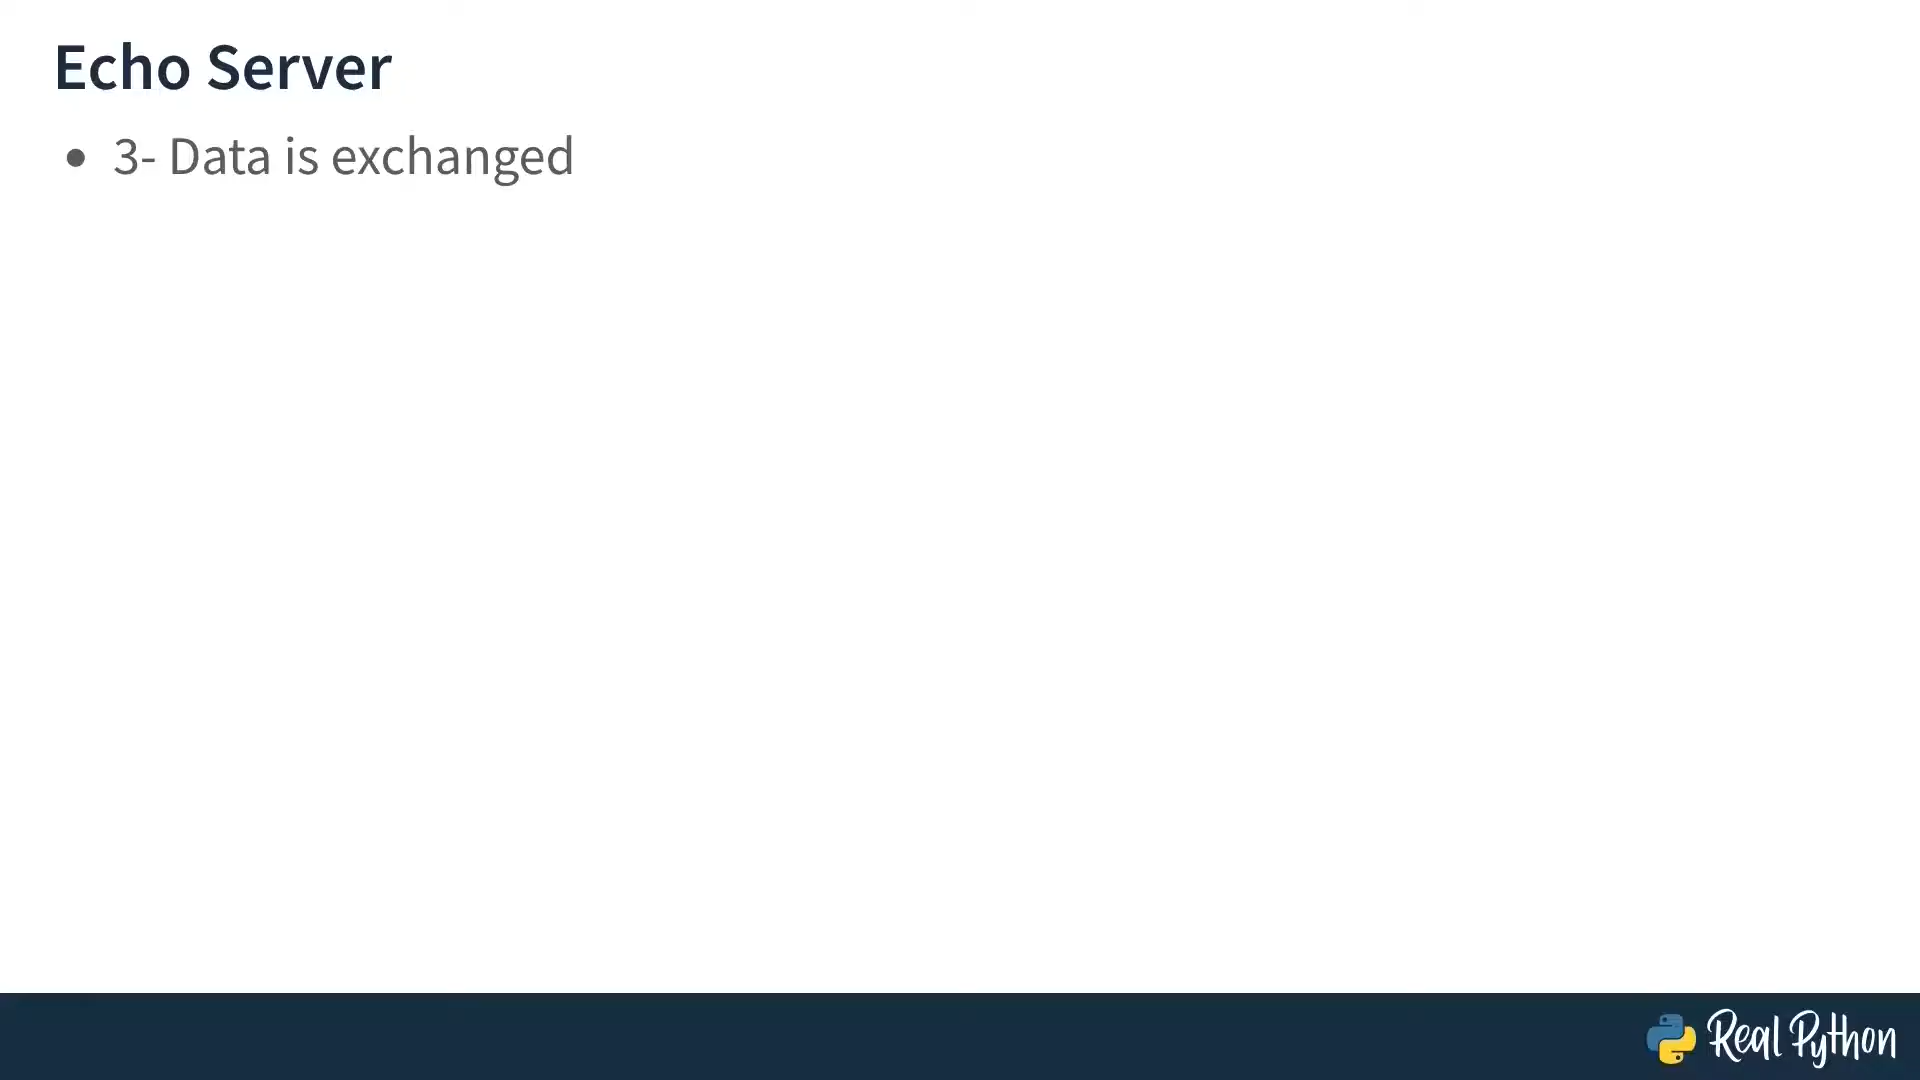 Echo Server
• 3- Data is exchanged
Real Python